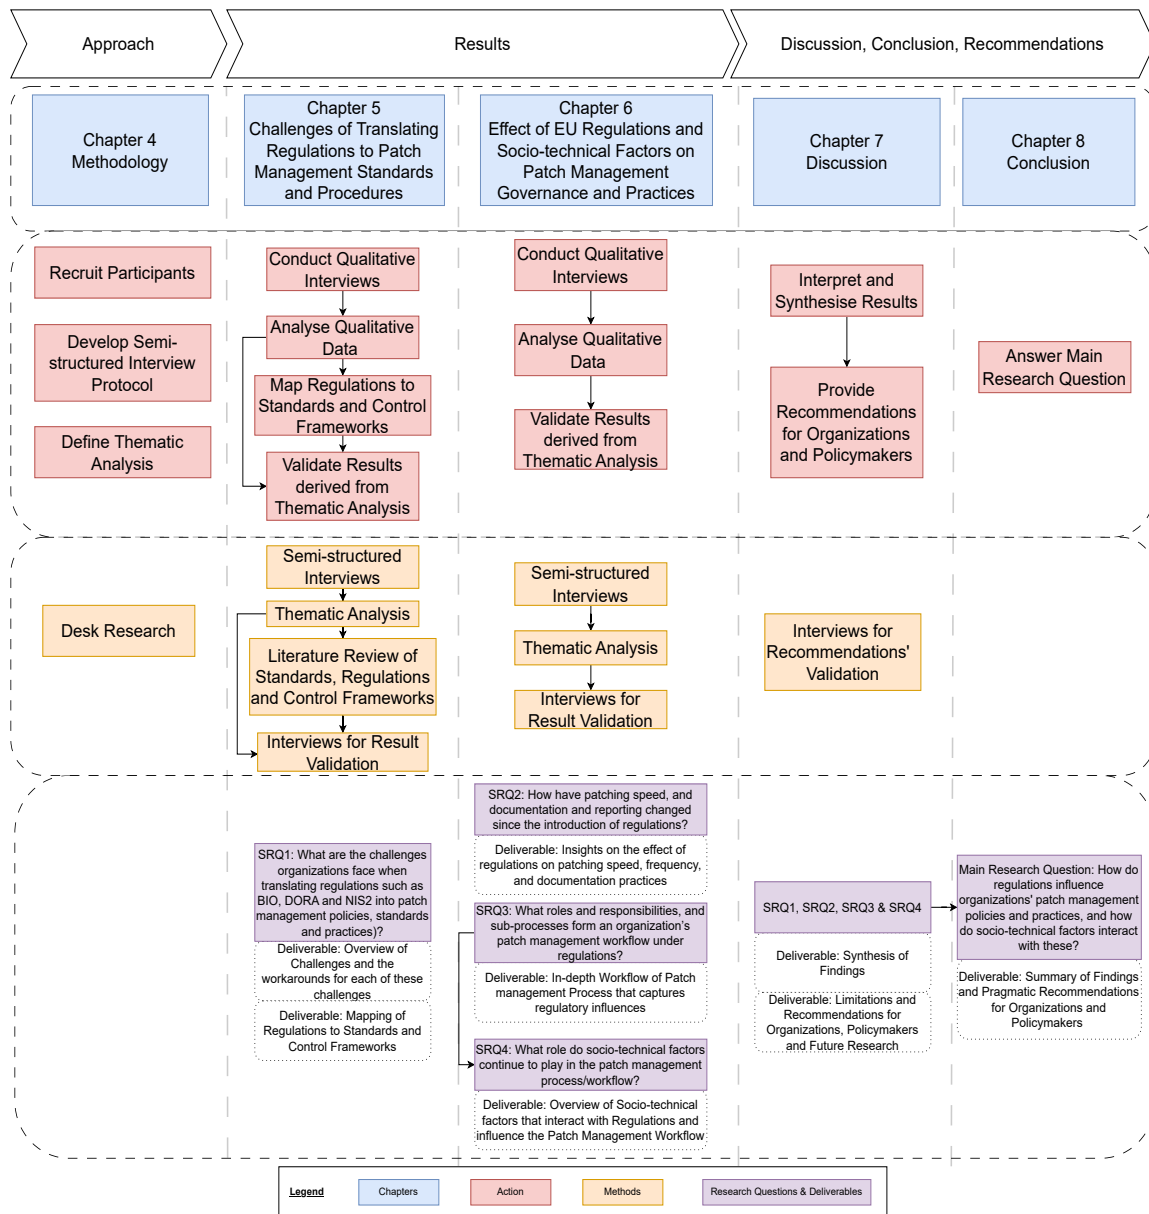 Approach
Results
Discussion, Conclusion, Recommendations
Chapter 4
Methodology
Chapter 5
Challenges of Translating
Regulations to Patch
Management Standards
and Procedures
Chapter 6
Effect of EU Regulations and
Socio-technical Factors on
Patch Management
Governance and Practices
Chapter 7
Discussion
Chapter 8
Conclusion
Recruit Participants
Develop Semi-
structured Interview
Protocol
Define Thematic
Analysis
Conduct Qualitative
Interviews
Analyse Qualitative
Data
Map Regulations to
Standards and Control
Frameworks
Validate Results
derived from
Thematic Analysis
Conduct Qualitative
Interviews
Analyse Qualitative
Data
Validate Results
derived from
Thematic Analysis
Interpret and
Synthesise Results
Provide
Recommendations
for Organizations
and Policymakers
Answer Main
Research Question
Desk Research
Semi-structured
Interviews
Thematic Analysis
Literature Review of
Standards, Regulations
and Control Frameworks
Interviews for Result
Validation
Semi-structured
Interviews
Thematic Analysis
Interviews for
Result Validation
Interviews for
Recommendations'
Validation
SRQ1: What are the challenges
organizations face when
translating regulations such as
BIO, DORA and NIS2 into patch
management policies, standards
and practices)?
Deliverable: Overview of
Challenges and the
workarounds for each of these
challenges
Deliverable: Mapping of
Regulations to Standards and
Control Frameworks
SRQ2: How have patching speed, and
documentation and reporting changed
since the introduction of regulations?
Deliverable: Insights on the effect of
regulations on patching speed, frequency,
and documentation practices
SRQ3: What roles and responsibilities, and
sub-processes form an organization's
patch management workflow under
regulations?
Deliverable: In-depth Workflow of Patch
management Process that captures
regulatory influences
SRQ4: What role do socio-technical factors
continue to play in the patch management
process/workflow?
Deliverable: Overview of Socio-technical
factors that interact with Regulations and
influence the Patch Management Workflow
SRQ1, SRQ2, SRQ3 & SRQ4
Deliverable: Synthesis of
Findings
Deliverable: Limitations and
Recommendations for
Organizations, Policymakers
and Future Research
Main Research Question: How do
regulations influence
organizations' patch management
policies and practices, and how
do socio-technical factors interact
with these?
Deliverable: Summary of Findings
and Pragmatic Recommendations
for Organizations and
Policymakers
Legend
Chapters
Action
Methods
Research Questions & Deliverables